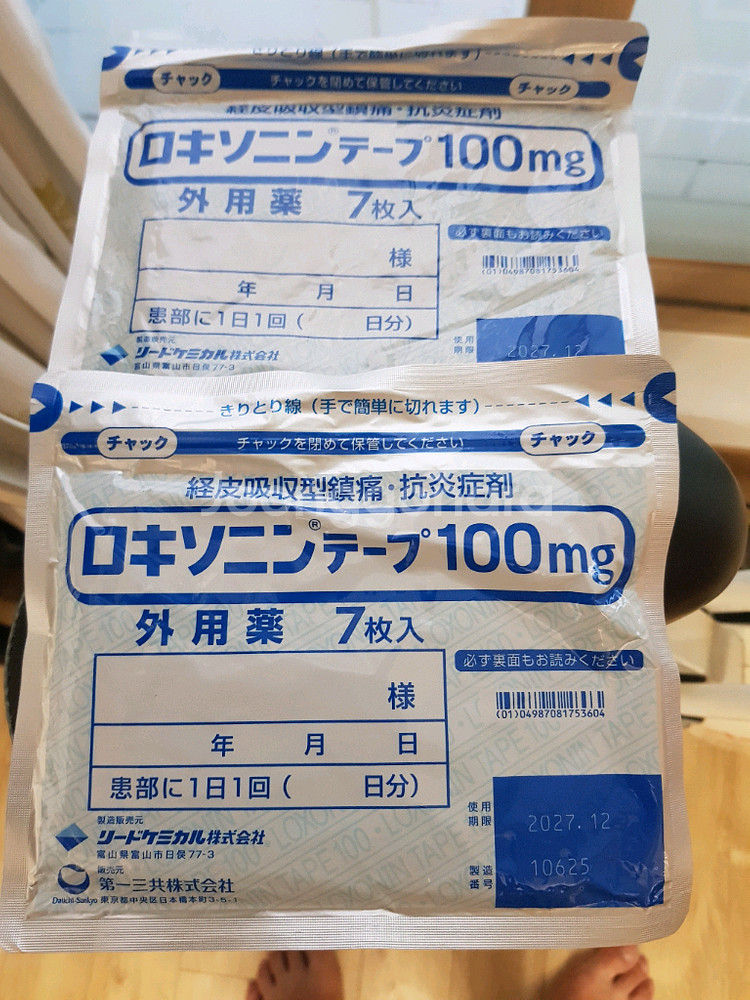 きりとり線(手で簡単に切れます)
チャック チャックを閉めて保管してください チャック
経皮吸収型鎮痛・抗炎症剤
ロキソニン®テープ100mg
外用薬 7枚入
必ず裏面もお読みください
様
(01)04987081753604
年 月 日
患部に1日1回( 日分)
製造販売元
リードケミカル株式会社
富山県富山市日俣77-3
使用期限 2027.12
きりとり線(手で簡単に切れます)
チャック チャックを閉めて保管してください チャック
経皮吸収型鎮痛・抗炎症剤
ロキソニン®テープ100mg
外用薬 7枚入
必ず裏面もお読みください
様
(01)04987081753604
年 月 日
患部に1日1回( 日分)
製造販売元
リードケミカル株式会社
富山県富山市日俣77-3
販売元
第一三共株式会社
Daiichi-Sankyo 東京都中央区日本橋本町3-5-1
使用期限 2027.12
製造番号 10625